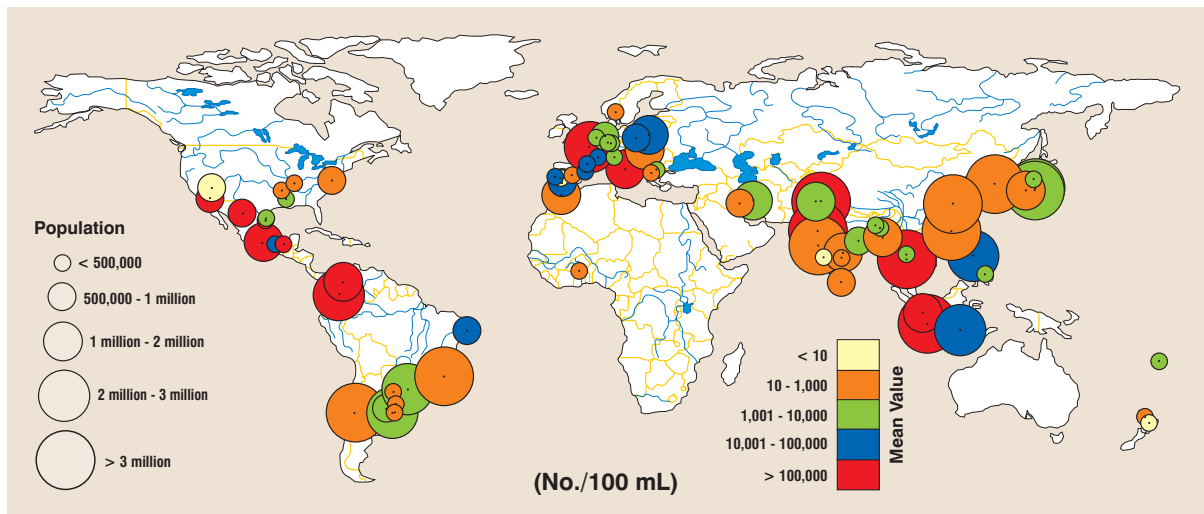 Population
< 500,000
500,000 - 1 million
1 million - 2 million
2 million - 3 million
> 3 million
(No./100 mL)
< 10
10 - 1,000
1,001 - 10,000
10,001 - 100,000
> 100,000
Mean Value